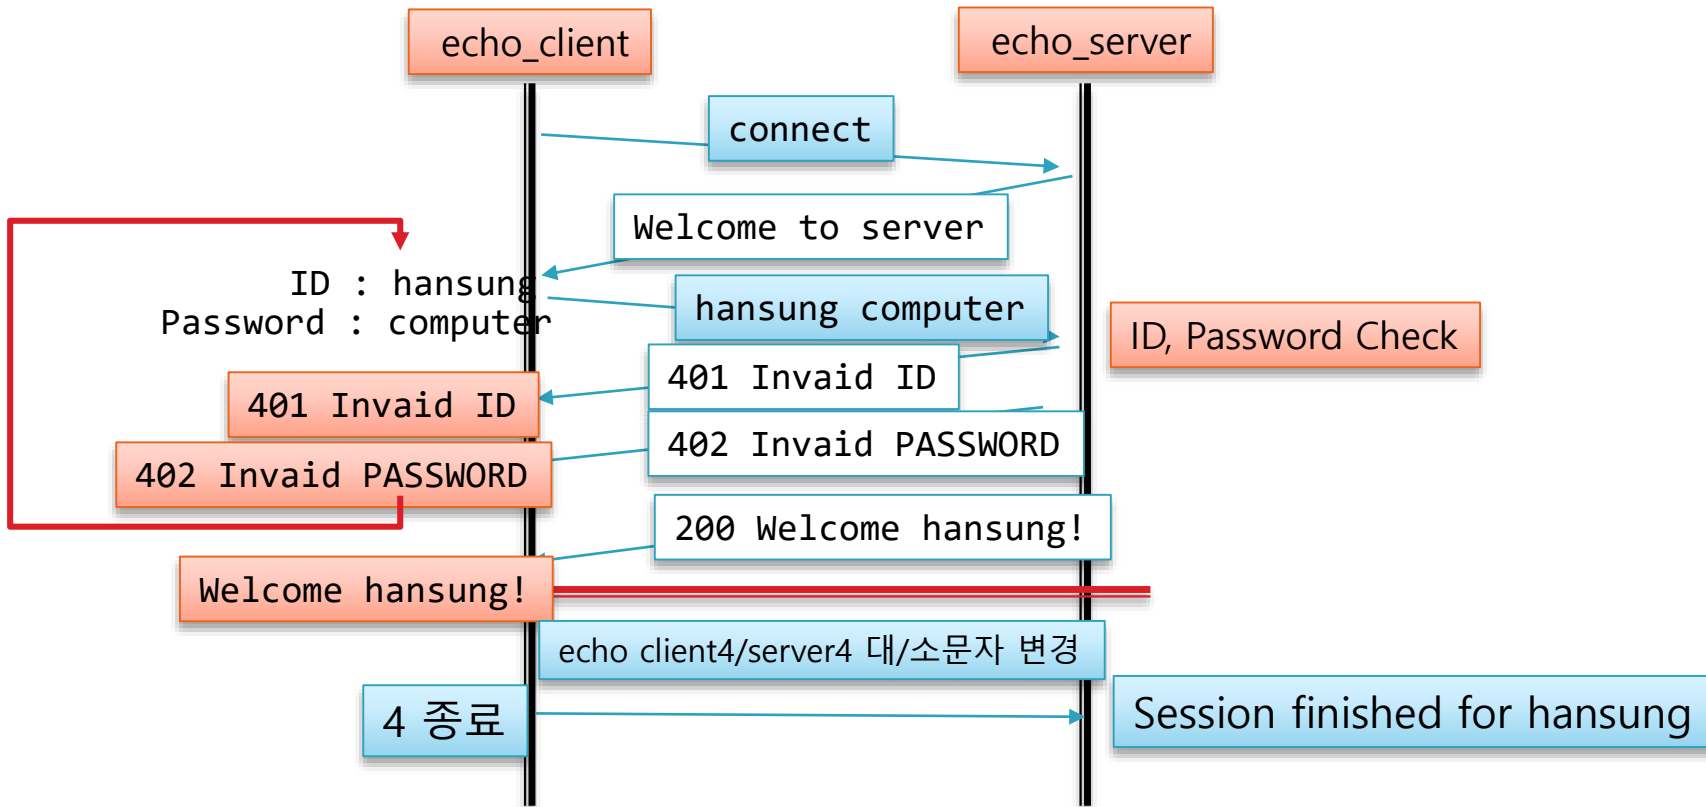 echo_client
echo_server
connect
Welcome to server
ID : hansung
Password : computer
hansung computer
ID, Password Check
401 Invaid ID
401 Invaid ID
402 Invaid PASSWORD
402 Invaid PASSWORD
200 Welcome hansung!
Welcome hansung!
echo client4/server4 대/소문자 변경
4 종료
Session finished for hansung